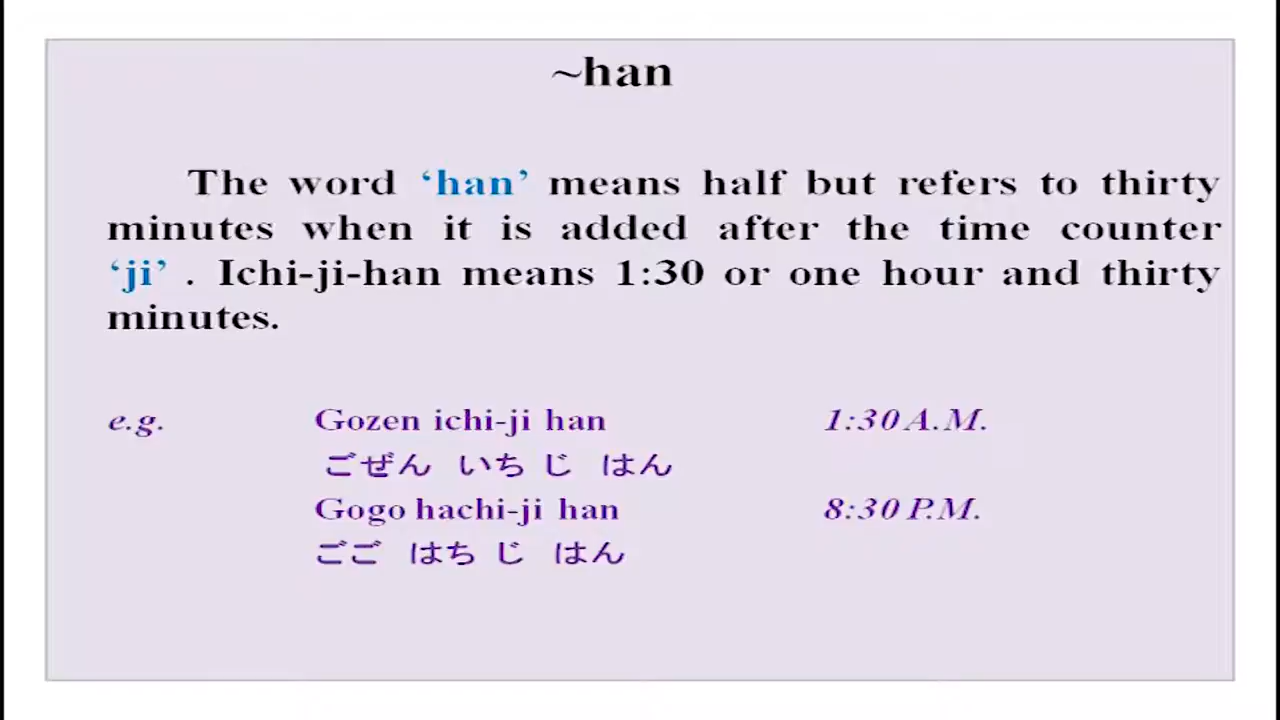 ~han
The word ‘han’ means half but refers to thirty
minutes when it is added after the time counter
‘ji’ . Ichi-ji-han means 1:30 or one hour and thirty
minutes.
e.g. Gozen ichi-ji han 1:30 A.M.
ごぜん いち じ はん
Gogo hachi-ji han 8:30 P.M.
ごご はち じ はん